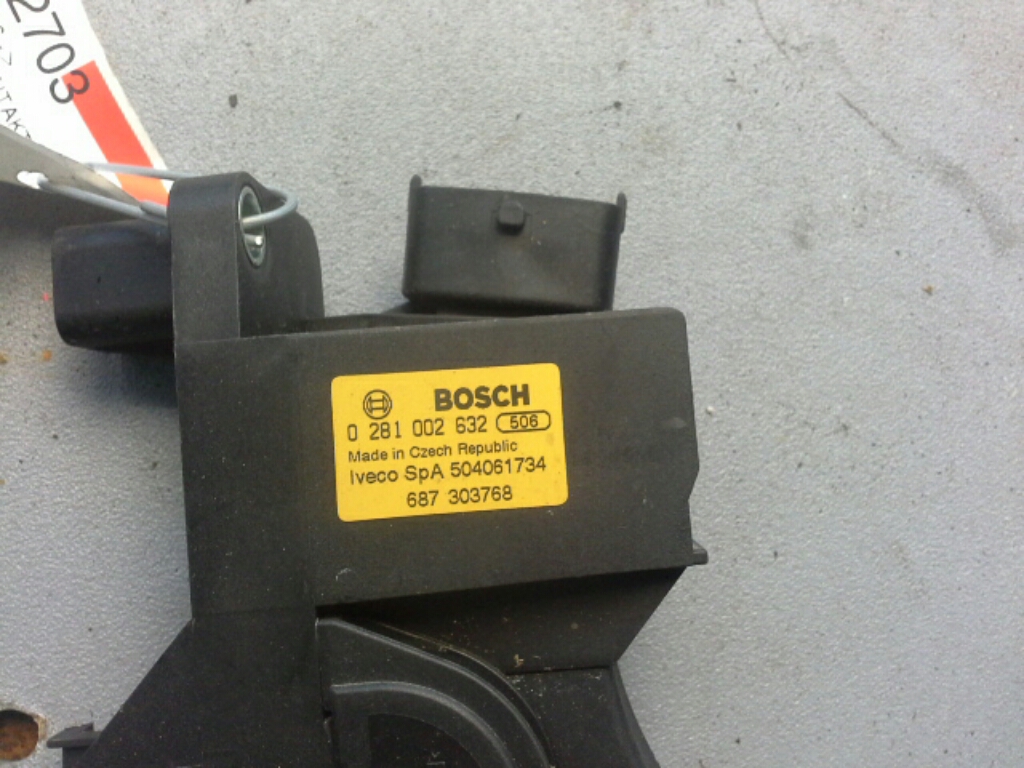 2703
BOSCH
0 281 002 632 506
Made in Czech Republic
Iveco SpA 504061734
687 303768